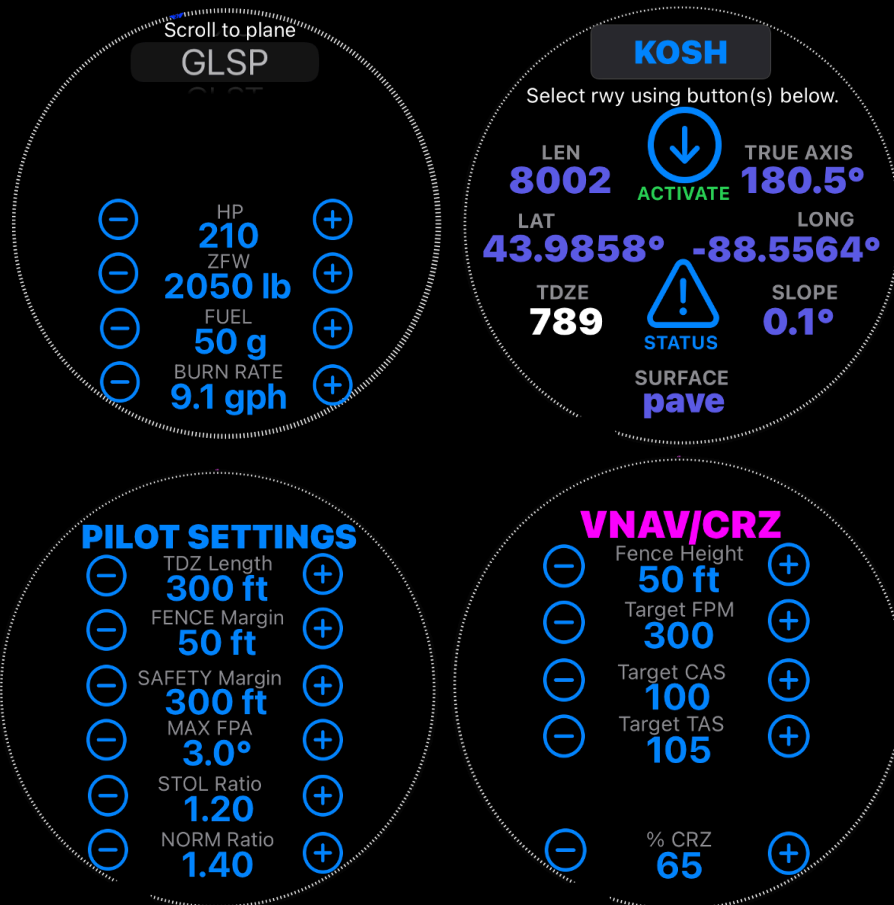 Scroll to plane
GLSP
HP
210
ZFW
2050 lb
FUEL
50 g
BURN RATE
9.1 gph
KOSH
Select rwy using button(s) below.
LEN
8002
ACTIVATE
TRUE AXIS
180.5°
LAT
43.9858°
LONG
-88.5564°
TDZE
789
STATUS
SLOPE
0.1°
SURFACE
pave
PILOT SETTINGS
TDZ Length
300 ft
FENCE Margin
50 ft
SAFETY Margin
300 ft
MAX FPA
3.0°
STOL Ratio
1.20
NORM Ratio
1.40
VNAV/CRZ
Fence Height
50 ft
Target FPM
300
Target CAS
100
Target TAS
105
% CRZ
65